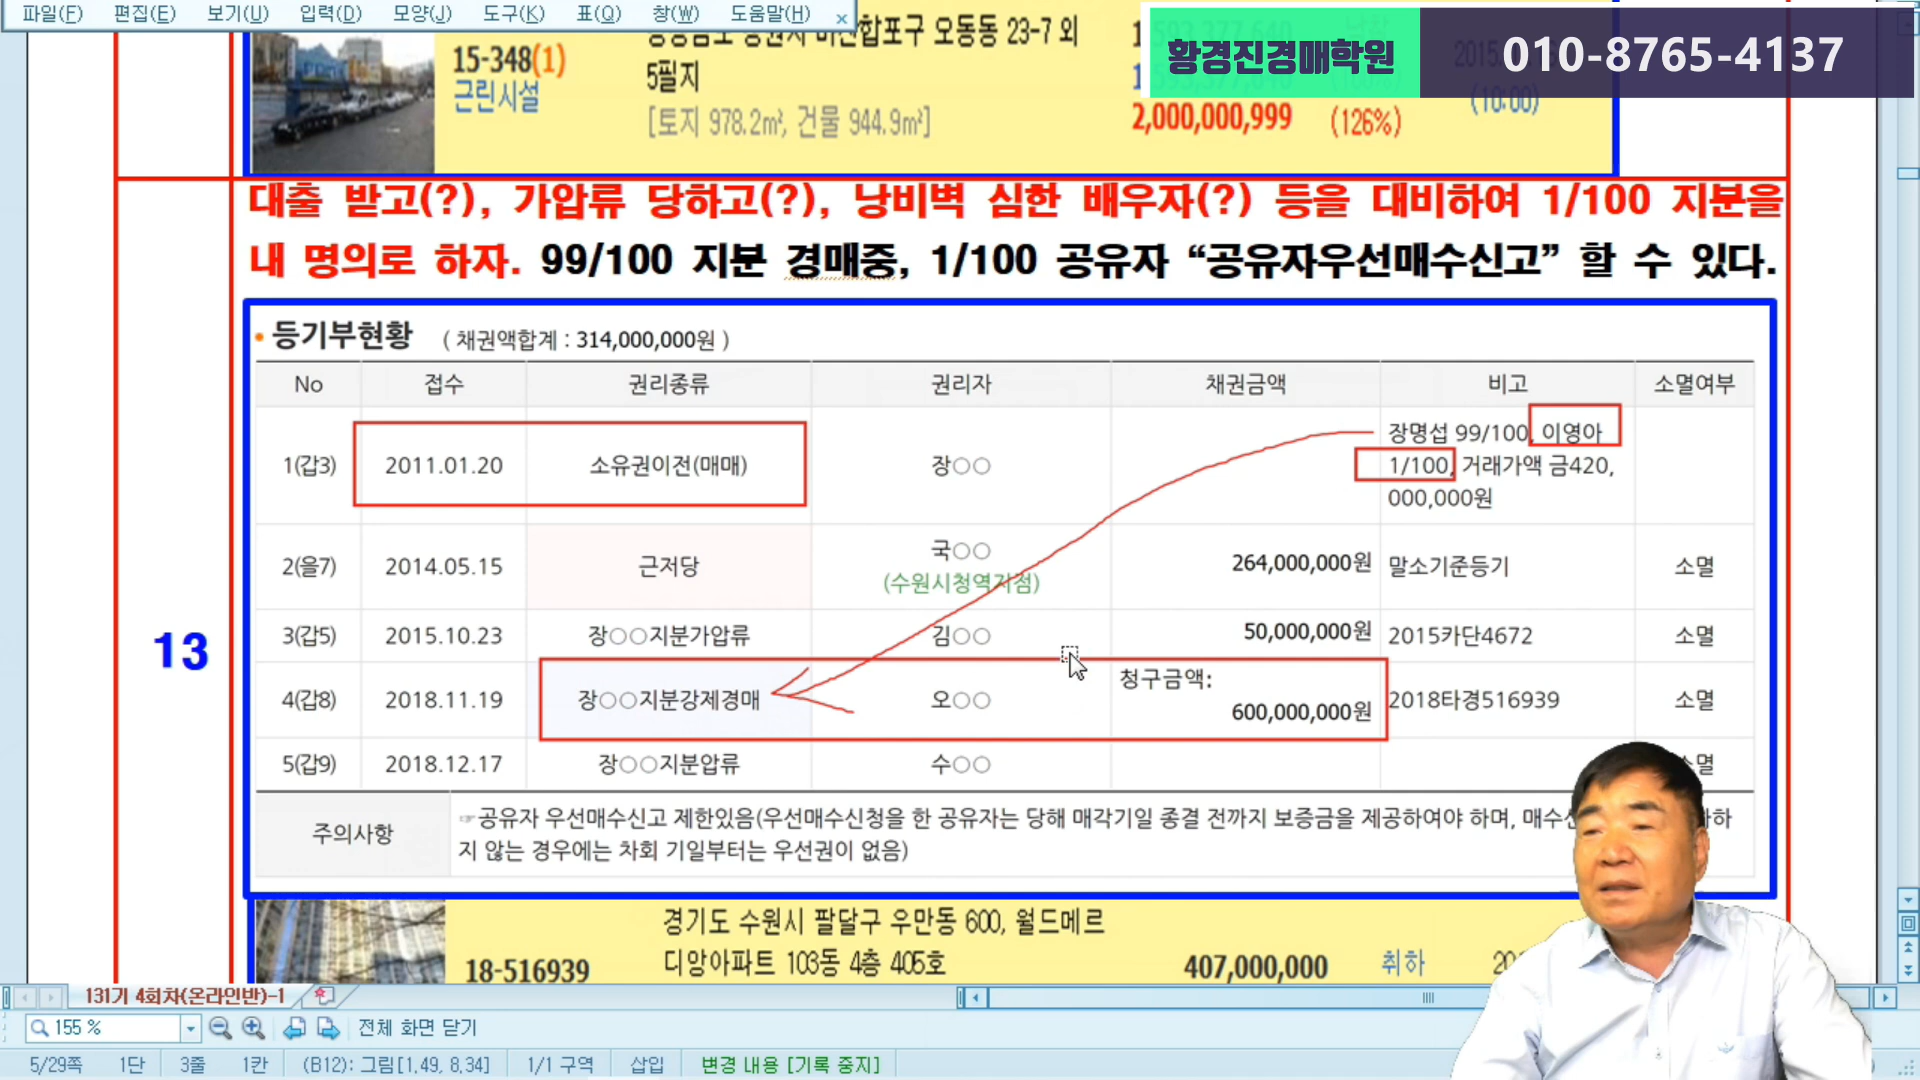 파일(F) 편집(E) 보기(U) 입력(D) 모양(J) 도구(K) 표(Q) 창(W) 도움말(H) ×
15-348(1)
근린시설
합포구 오동동 23-7 외
5필지
[토지 978.2㎡, 건물 944.9㎡]
2,000,000,999 (126%)
(10:00)
황경진경매학원 010-8765-4137
대출 받고(?), 가압류 당하고(?), 낭비벽 심한 배우자(?) 등을 대비하여 1/100 지분을
내 명의로 하자. 99/100 지분 경매중, 1/100 공유자 “공유자우선매수신고” 할 수 있다.
13
• 등기부현황 ( 채권액합계 : 314,000,000원 )
No 접수 권리종류 권리자 채권금액 비고 소멸여부
1(갑3) 2011.01.20 소유권이전(매매) 장○○ 장명섭 99/100, 이영아
1/100, 거래가액 금420,
000,000원
2(을7) 2014.05.15 근저당 국○○
(수원시청역지점) 264,000,000원 말소기준등기 소멸
3(갑5) 2015.10.23 장○○지분가압류 김○○ 50,000,000원 2015카단4672 소멸
4(갑8) 2018.11.19 장○○지분강제경매 오○○ 청구금액:
600,000,000원 2018타경516939 소멸
5(갑9) 2018.12.17 장○○지분압류 수○○
주의사항 ☞공유자 우선매수신고 제한있음(우선매수신청을 한 공유자는 당해 매각기일 종결 전까지 보증금을 제공하여야 하며,
지 않는 경우에는 차회 기일부터는 우선권이 없음)
18-516939
경기도 수원시 팔달구 우만동 600, 월드메르
디앙아파트 103동 4층 405호
407,000,000 취하
131기 4회차(온라인반)-1
155 % 전체 화면 닫기
5/29쪽 1단 3줄 1칸 (B12): 그림[1,49, 8,34] 1/1 구역 삽입 변경 내용 [기록 중지]